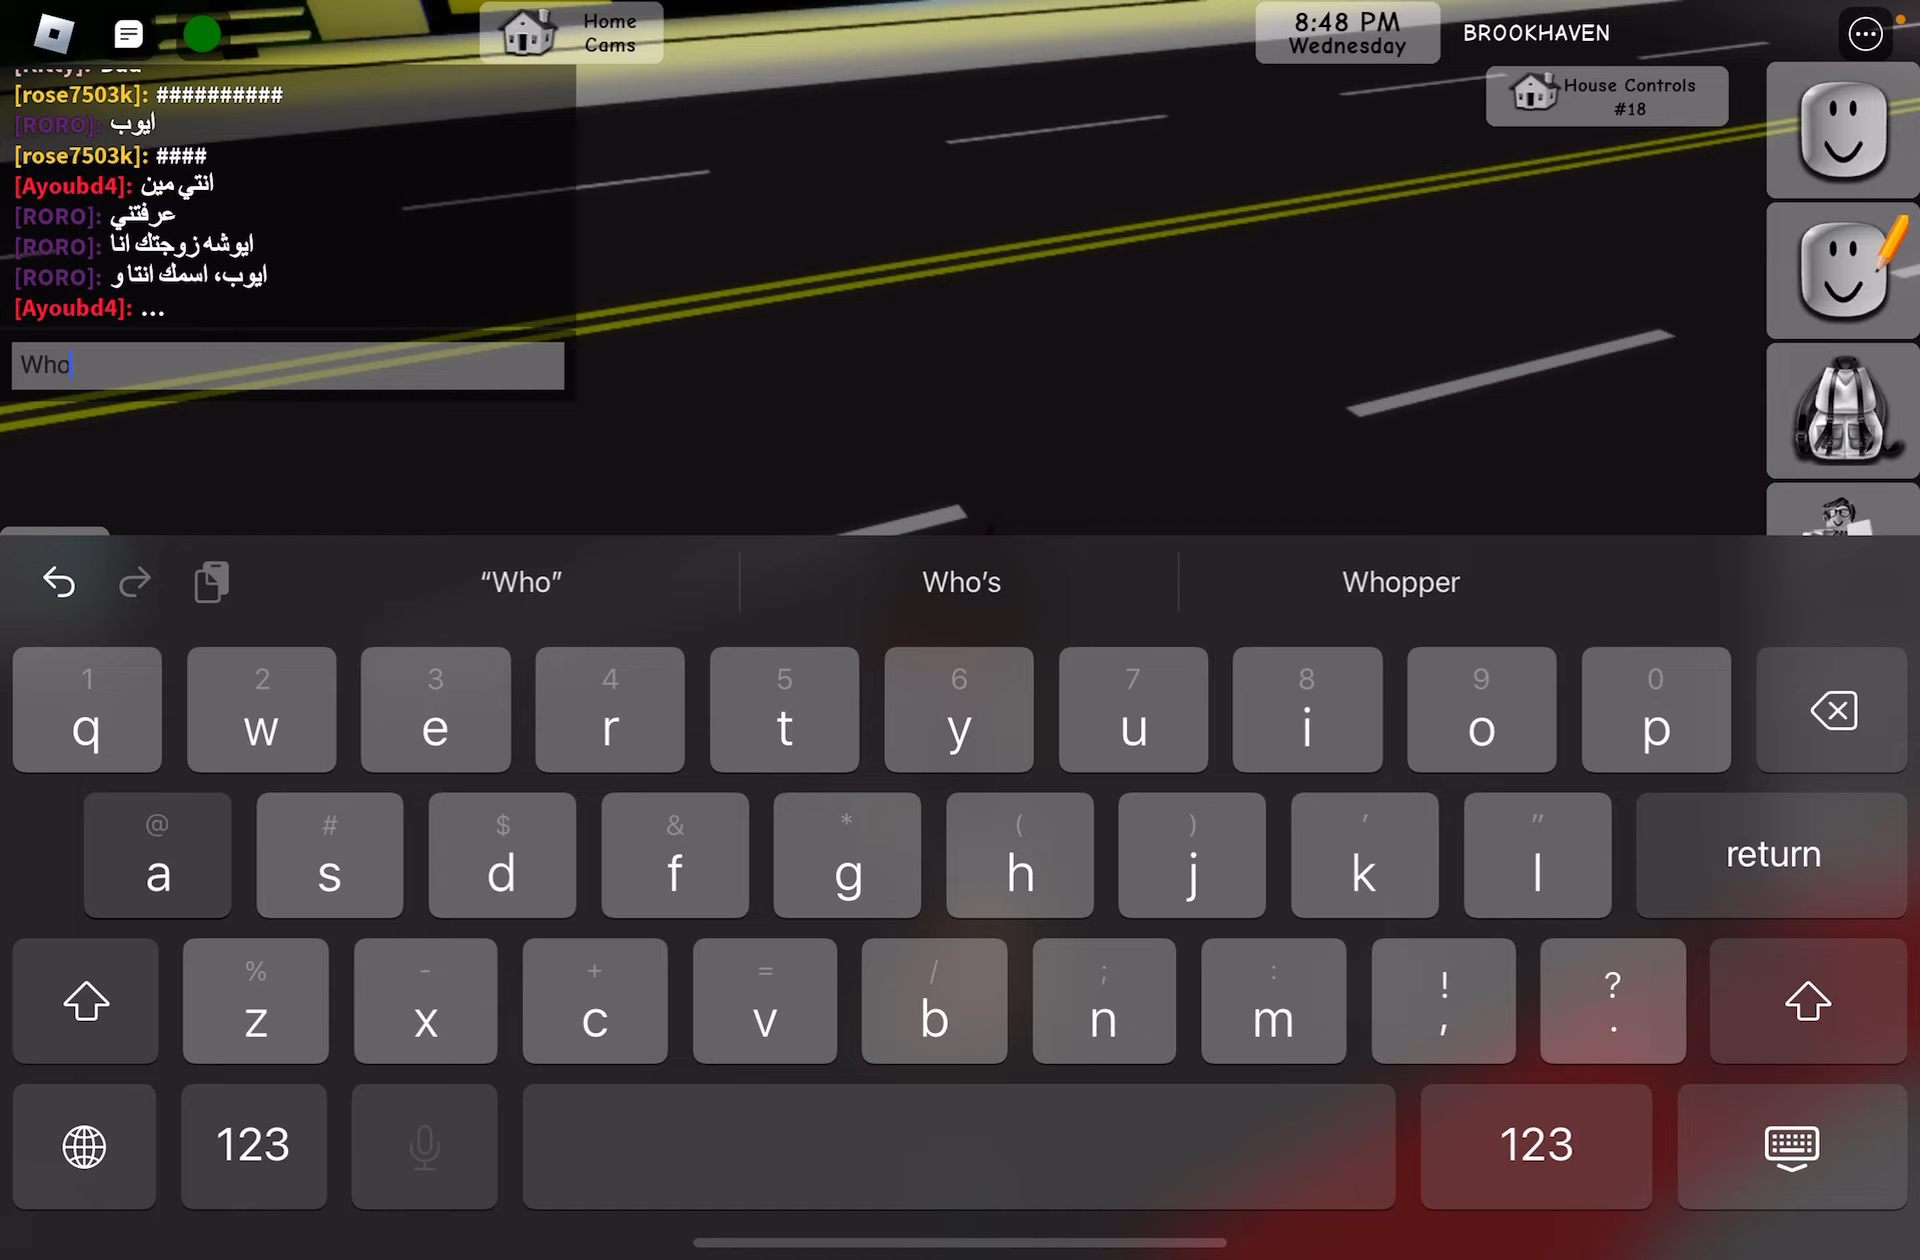 Home
Cams
8:48 PM
Wednesday
BROOKHAVEN
House Controls
#18
[Kitty]: Dad
[rose7503k]: ##########
[RORO]: ايوب
[rose7503k]: ####
[Ayoubd4]: انتي مين
[RORO]: عرفتني
[RORO]: ايوشه زوجتك انا
[RORO]: ايوب، اسمك انتا و
[Ayoubd4]: ...
Who
“Who” Who’s Whopper
1 2 3 4 5 6 7 8 9 0
q w e r t y u i o p
@ # $ & * ( ) ’ ”
a s d f g h j k l return
% - + = / ; : ! ?
z x c v b n m , .
123 123